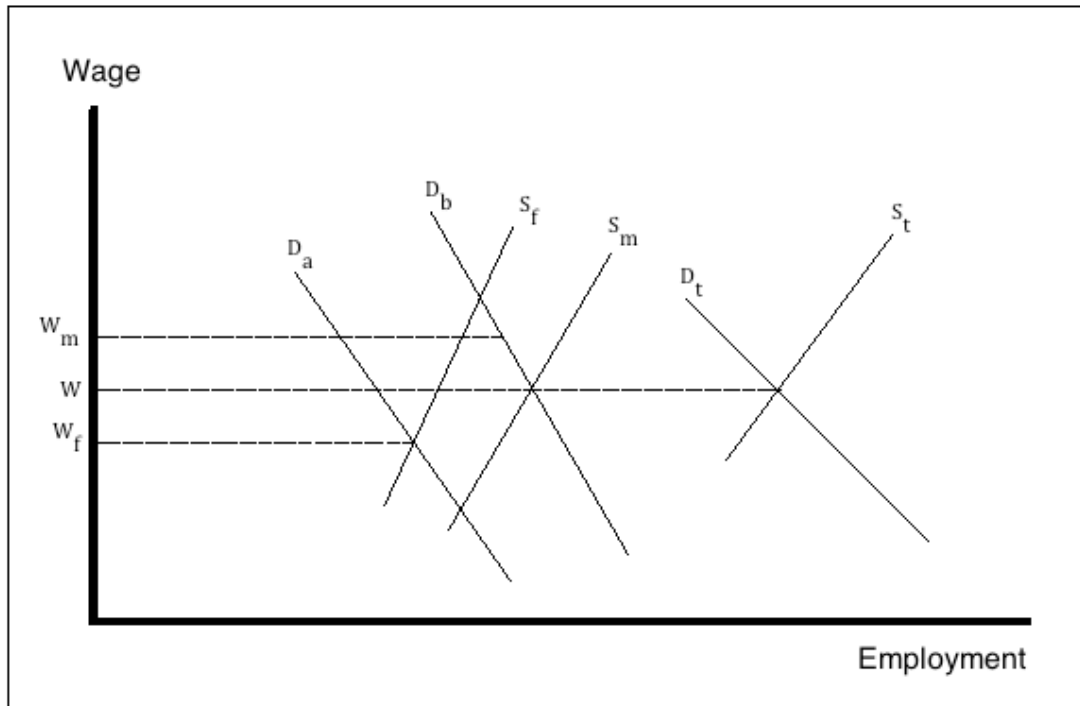 Wage
D_b
S_f
S_m
S_t
D_a
D_t
W_m
W
W_f
Employment